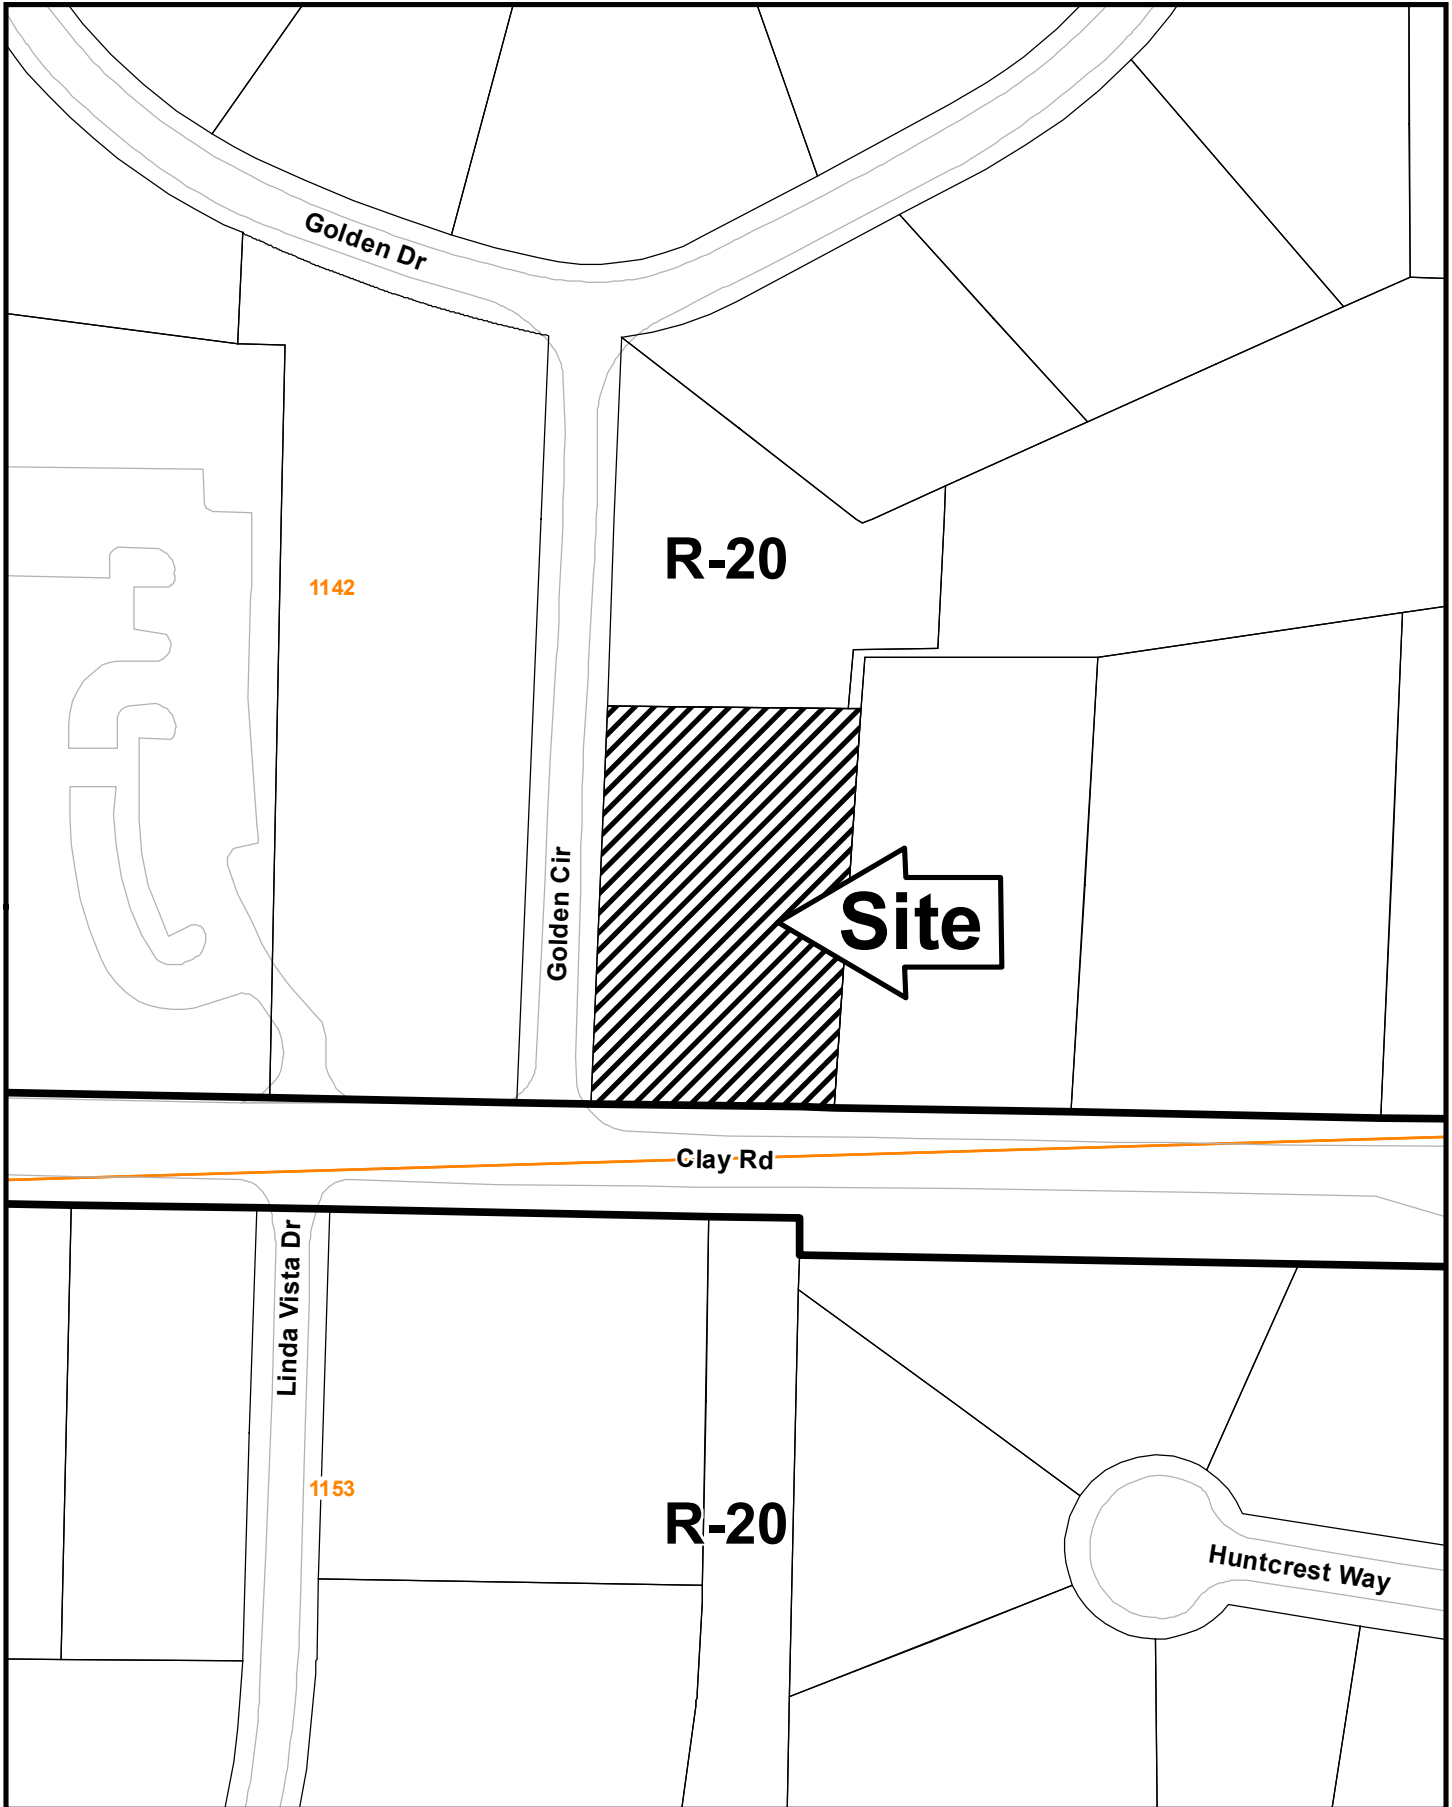 Golden Dr
R-20
1142
Golden Cir
Site
Clay Rd
Linda Vista Dr
1153
R-20
Huntcrest Way